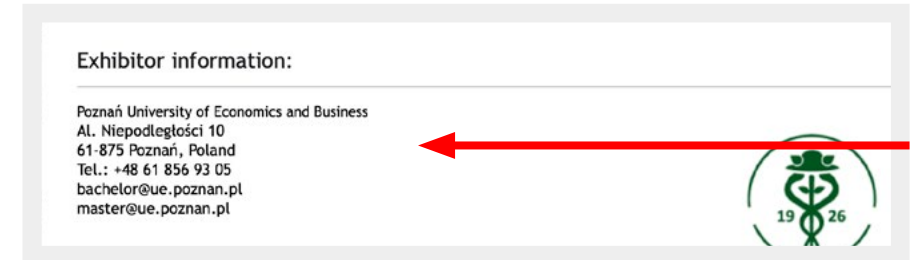 Exhibitor information:
Poznań University of Economics and Business
Al. Niepodległości 10
61-875 Poznań, Poland
Tel.: +48 61 856 93 05
bachelor@ue.poznan.pl
master@ue.poznan.pl
19 26